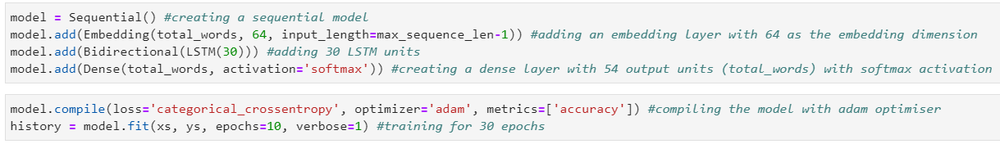 model = Sequential() #creating a sequential model
model.add(Embedding(total_words, 64, input_length=max_sequence_len-1)) #adding an embedding layer with 64 as the embedding dimension
model.add(Bidirectional(LSTM(30))) #adding 30 LSTM units
model.add(Dense(total_words, activation='softmax')) #creating a dense layer with 54 output units (total_words) with softmax activation
model.compile(loss='categorical_crossentropy', optimizer='adam', metrics=['accuracy']) #compiling the model with adam optimiser
history = model.fit(xs, ys, epochs=10, verbose=1) #training for 30 epochs